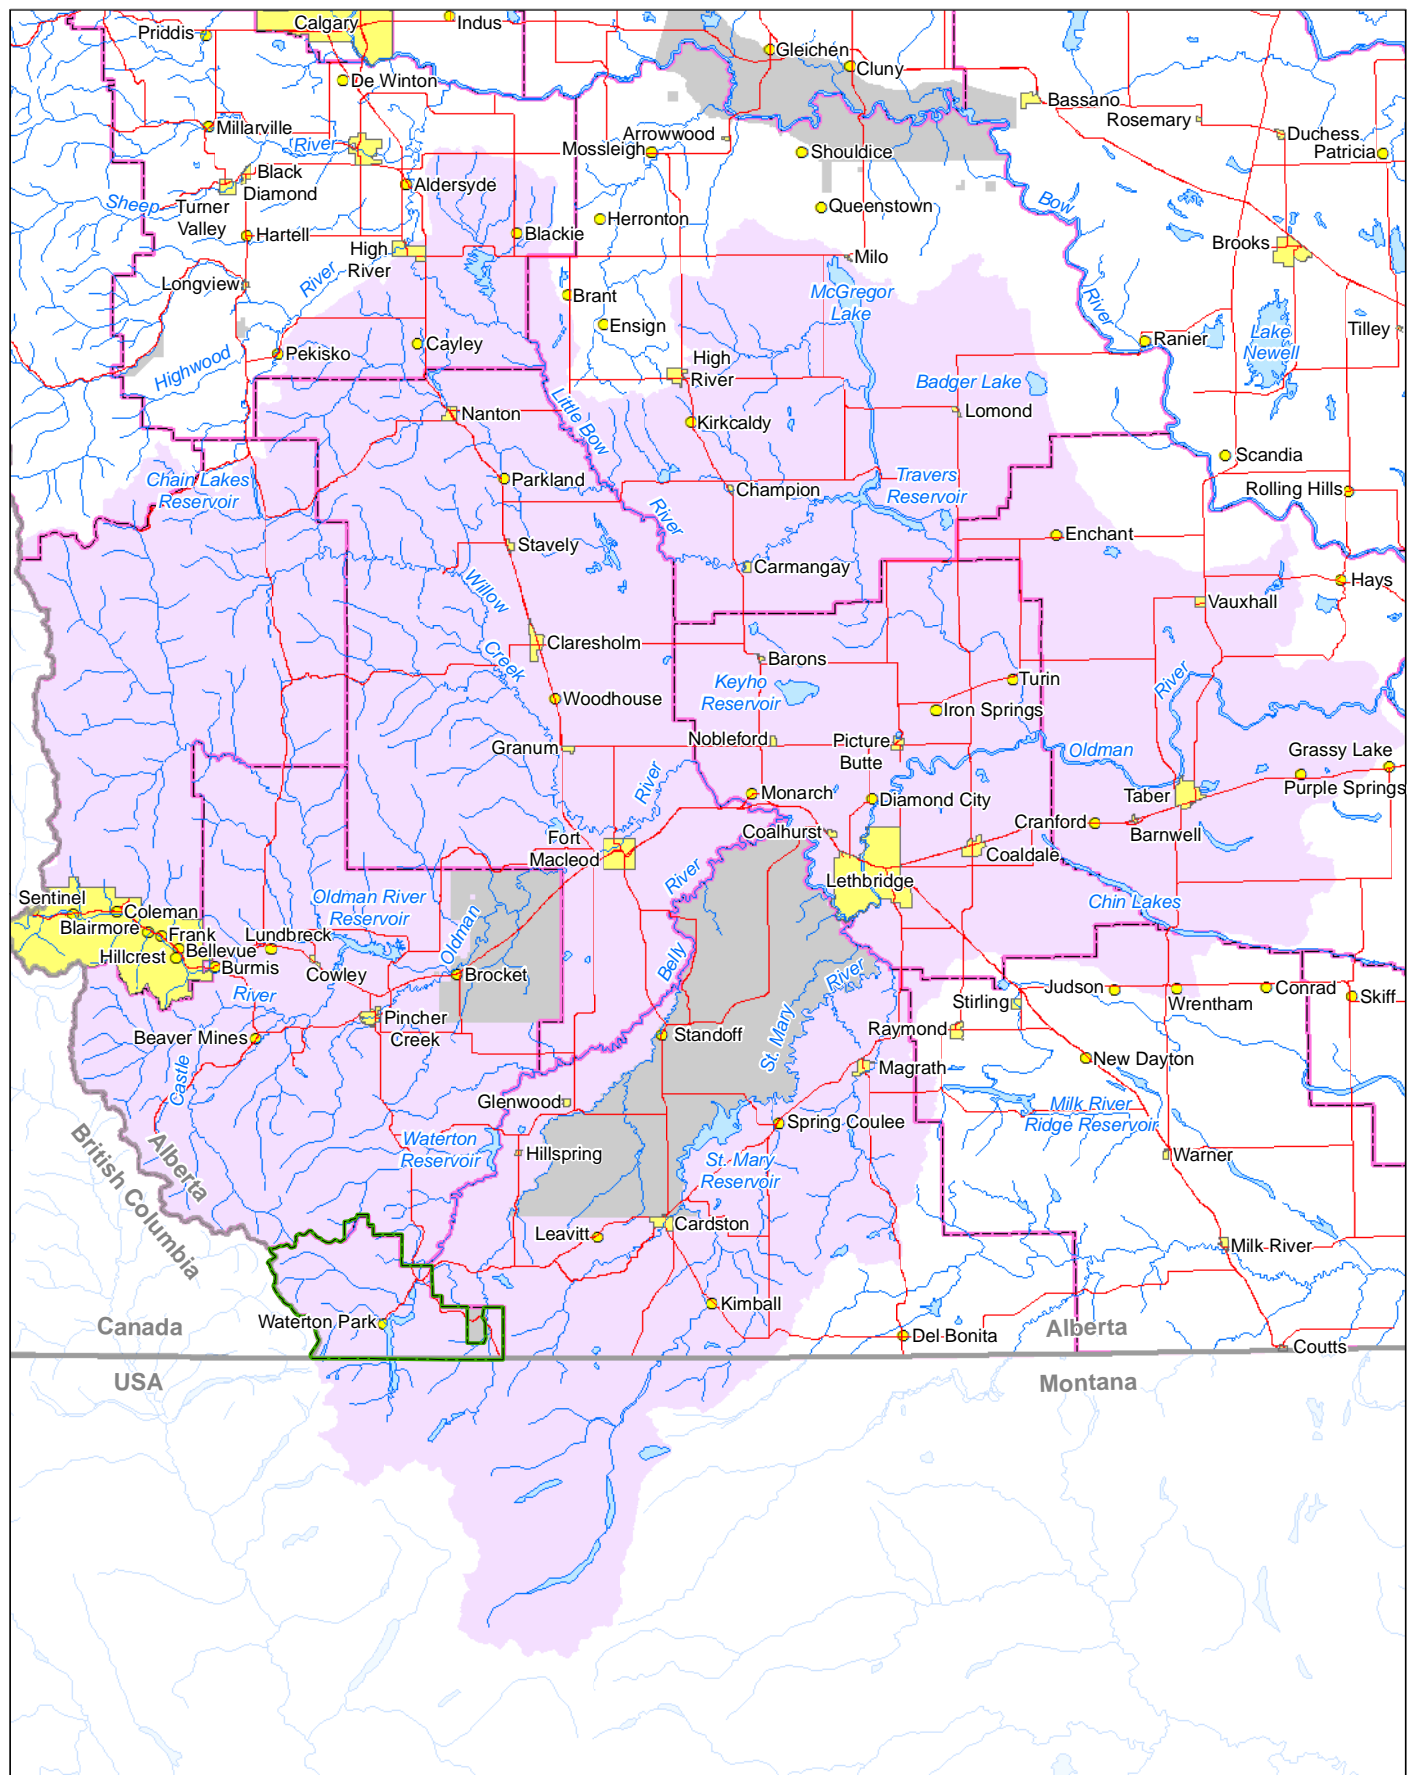 Calgary
Indus
Priddis
Gleichen
Cluny
De Winton
Bassano
Rosemary
Millarville
River
Arrowwood
Duchess
Mossleigh
Shouldice
Patricia
Black
Diamond
Aldersyde
Sheep
Turner
Valley
Herronton
Queenstown
Bow
Hartell
Blackie
High
River
Brooks
Milo
Longview
River
Brant
McGregor
Lake
River
Ensign
Lake
Newell
Tilley
Ranier
Cayley
Pekisko
High
River
Highwood
Badger Lake
Little Bow
Nanton
Lomond
Kirkcaldy
Scandia
Chain Lakes
Reservoir
Parkland
Travers
Reservoir
Champion
Rolling Hills
River
Enchant
Stavely
Carmangay
Hays
Willow
Vauxhall
Claresholm
Creek
Barons
Keyho
Reservoir
Turin
River
Woodhouse
Iron Springs
Granum
Nobleford
Picture
Butte
Oldman
Grassy Lake
Purple Springs
River
Monarch
Diamond City
Taber
Coalhurst
Cranford
Barnwell
Fort
Macleod
Coaldale
River
Lethbridge
Sentinel
Oldman River
Reservoir
Chin Lakes
Coleman
Blairmore
Frank
Lundbreck
Oldman
Bellevue
Hillcrest
Burmis
Cowley
Brocket
Belly
River
Judson
Conrad
Skiff
Wrentham
Stirling
River
Pincher
Creek
St. Mary
Raymond
Beaver Mines
Standoff
New Dayton
Magrath
Castle
Glenwood
Milk River
Ridge Reservoir
Spring Coulee
Waterton
Reservoir
Hillspring
St. Mary
Reservoir
Warner
Alberta
British Columbia
Leavitt
Cardston
Milk River
Kimball
Waterton Park
Canada
Del Bonita
Alberta
Coutts
USA
Montana